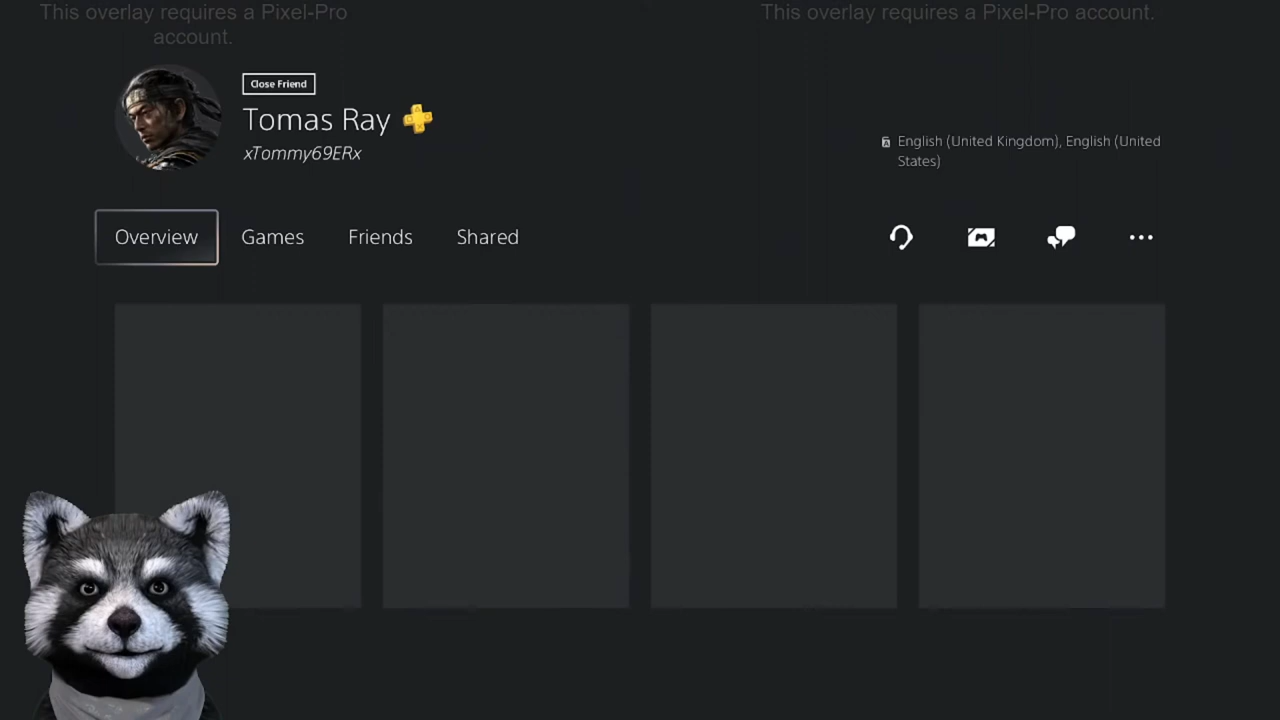 This overlay requires a Pixel-Pro
account.
This overlay requires a Pixel-Pro account.
Close Friend
Tomas Ray
xTommy69ERx
English (United Kingdom), English (United
States)
Overview
Games
Friends
Shared